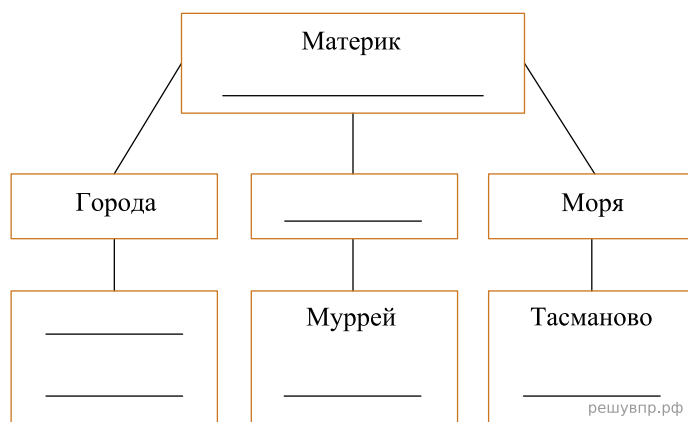 Материк
Города
Моря
Муррей
Тасманово
решувпр.рф